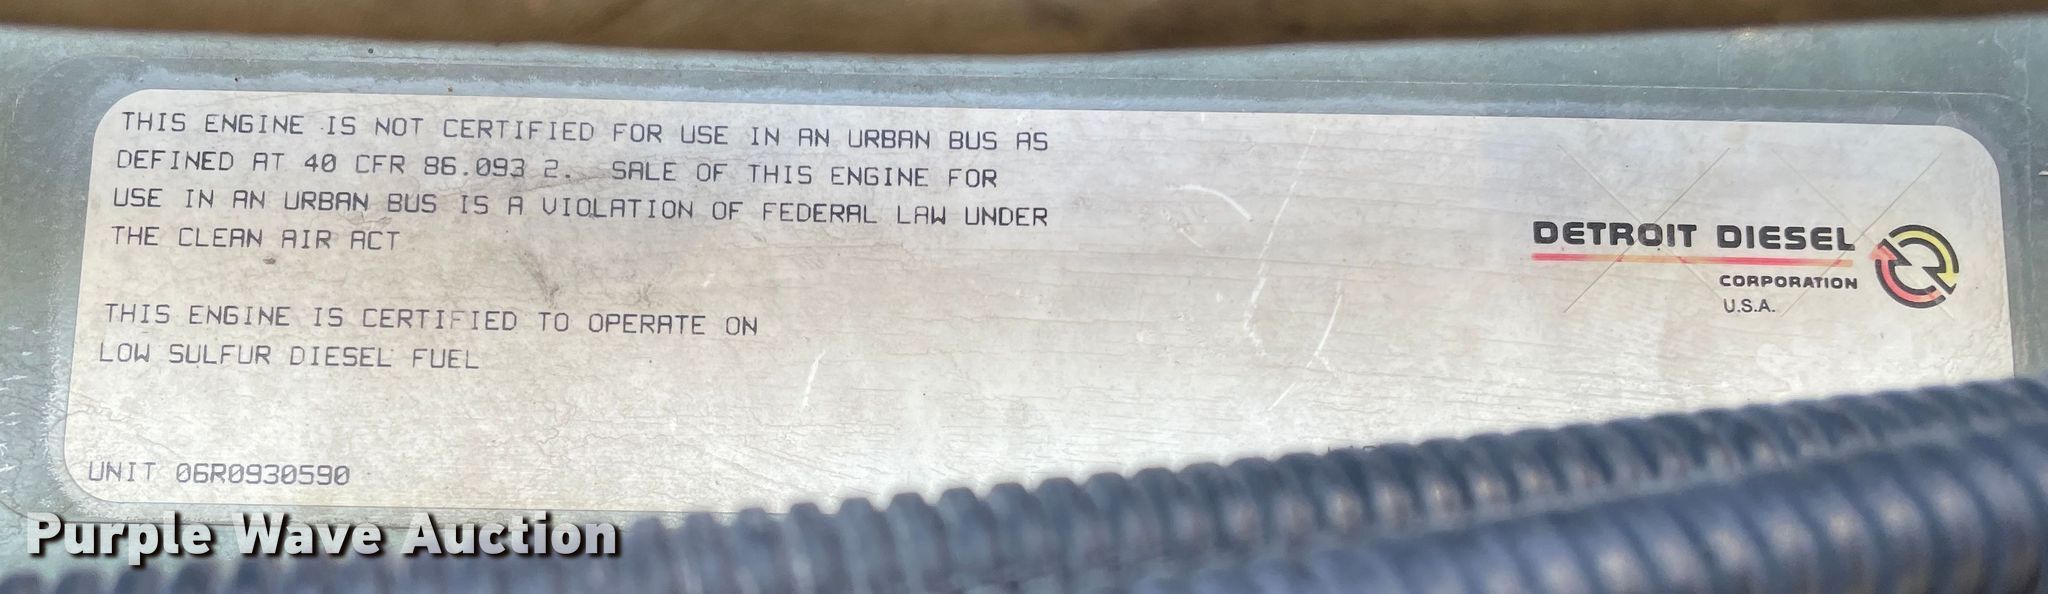 THIS ENGINE IS NOT CERTIFIED FOR USE IN AN URBAN BUS AS
DEFINED AT 40 CFR 86.093 2. SALE OF THIS ENGINE FOR
USE IN AN URBAN BUS IS A VIOLATION OF FEDERAL LAW UNDER
THE CLEAN AIR ACT
THIS ENGINE IS CERTIFIED TO OPERATE ON
LOW SULFUR DIESEL FUEL
UNIT 06R0930590
DETROIT DIESEL
CORPORATION
U.S.A.
Purple Wave Auction